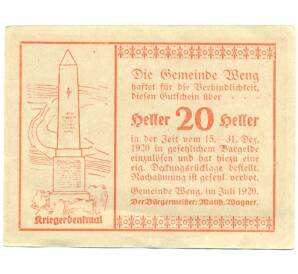 Die Gemeinde Weng
haftet für die Verbindlichkeit,
diesen Gutschein über
Heller 20 Heller
in der Zeit vom 15.-31. Dez.
1920 in gesetzlichem Bargelde
einzulösen und hat hiezu eine
eig. Deckungsrücklage bestellt.
Nachahmung ist gesetzl. verbot.
Gemeinde Weng, im Juli 1920.
Der Bürgermeister: Matth. Wagner.
Kriegerdenkmal